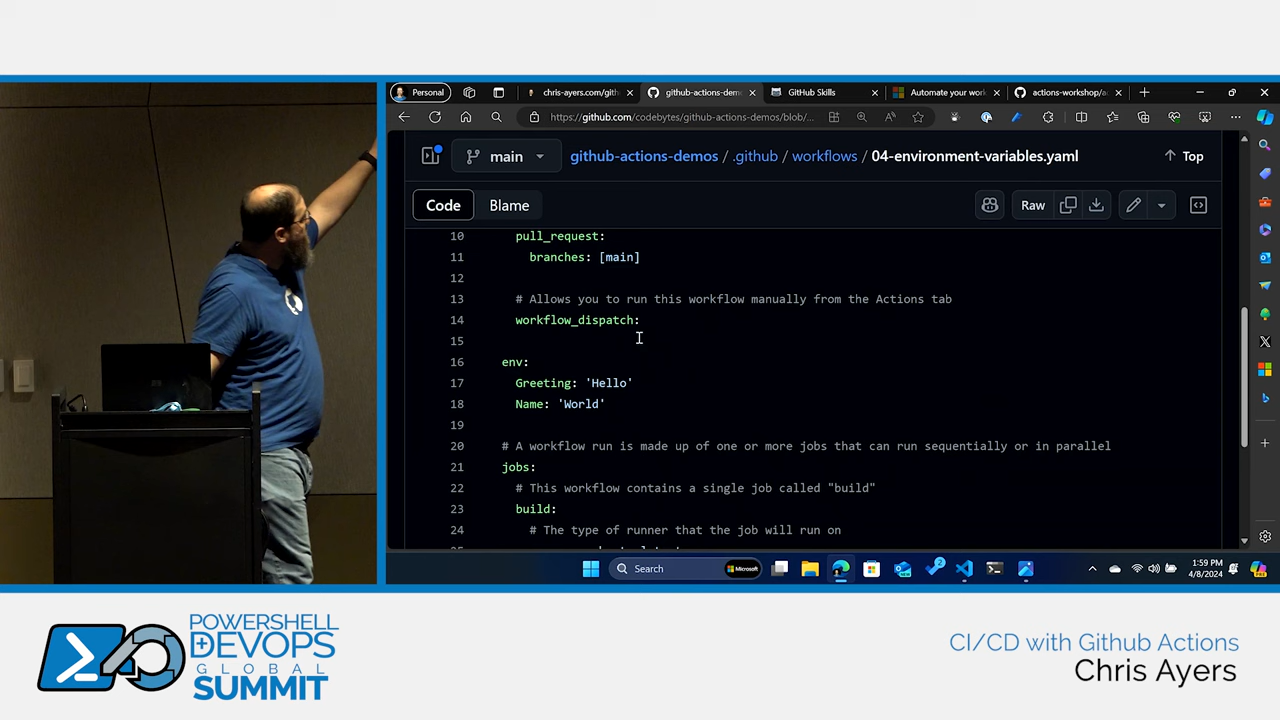 Personal
chris-ayers.com/gith
github-actions-demo
GitHub Skills
Automate your work
actions-workshop/ac
https://github.com/codebytes/github-actions-demos/blob/...
main
github-actions-demos / .github / workflows / 04-environment-variables.yaml
Top
Code
Blame
Raw
10 pull_request:
11 branches: [main]
12
13 # Allows you to run this workflow manually from the Actions tab
14 workflow_dispatch:
15
16 env:
17 Greeting: 'Hello'
18 Name: 'World'
19
20 # A workflow run is made up of one or more jobs that can run sequentially or in parallel
21 jobs:
22 # This workflow contains a single job called "build"
23 build:
24 # The type of runner that the job will run on
Search
Microsoft
2
1:59 PM
4/8/2024
POWERSHELL
+DEVOPS
GLOBAL
SUMMIT
CI/CD with Github Actions
Chris Ayers